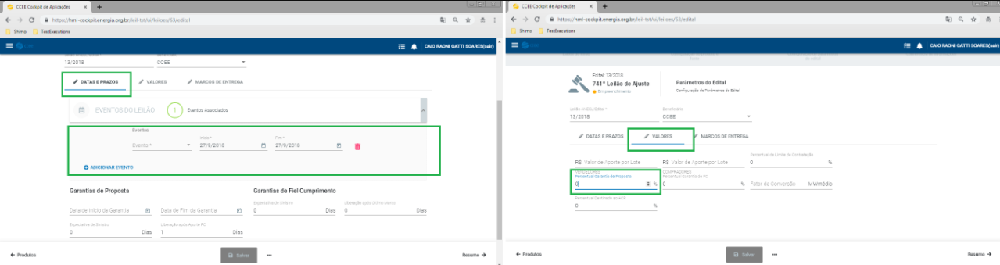 CCEE Cockpit de Aplicações
https://hml-cockpit.energia.org.br/leil-tst/ui/leiloes/63/edital
Shimo
TestExecutions
CAIO RAONI GATTI SOARES(sair)
13/2018
CCEE
DATAS E PRAZOS
VALORES
MARCOS DE ENTREGA
EVENTOS DO LEILÃO
1
Eventos Associados
Eventos
Evento *
Início *
27/9/2018
Fim *
27/9/2018
ADICIONAR EVENTO
Garantias de Proposta
Garantias de Fiel Cumprimento
Data de Início da Garantia
Data de Fim da Garantia
Expectativa de Sinistro
0
Dias
Liberação após Último Marco
0
Dias
Expectativa de Sinistro
0
Dias
Liberação após Aporte FC
1
Dias
Produtos
Salvar
Resumo
CCEE Cockpit de Aplicações
https://hml-cockpit.energia.org.br/leil-tst/ui/leiloes/63/edital
Shimo
TestExecutions
CAIO RAONI GATTI SOARES(sair)
Edital: 13/2018
741º Leilão de Ajuste
Em preenchimento
Parâmetros do Edital
Configuração de Parâmetros do Edital
13/2018
Beneficiário
CCEE
DATAS E PRAZOS
VALORES
MARCOS DE ENTREGA
R$ Valor de Aporte por Lote
R$ Valor de Aporte por Lote
Percentual de Limite de Contratação
0
%
VENDEDORES
COMPRADORES
Percentual Garantia de Proposta
0
%
Percentual Garantia de FC
0
%
Fator de Conversão
MWmédio
Percentual Destinado ao ACR
0
%
Produtos
Salvar
Resumo